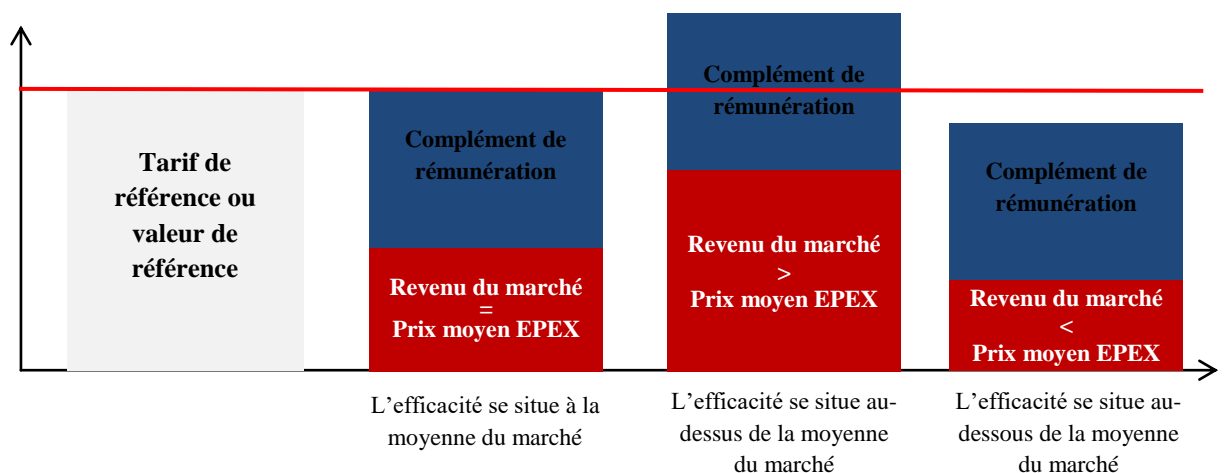 Tarif de
référence ou
valeur de
référence
Complément de
rémunération
Revenu du marché
=
Prix moyen EPEX
L’efficacité se situe à la
moyenne du marché
Complément de
rémunération
Revenu du marché
>
Prix moyen EPEX
L’efficacité se situe au-
dessus de la moyenne
du marché
Complément de
rémunération
Revenu du marché
<
Prix moyen EPEX
L’efficacité se situe au-
dessous de la moyenne
du marché